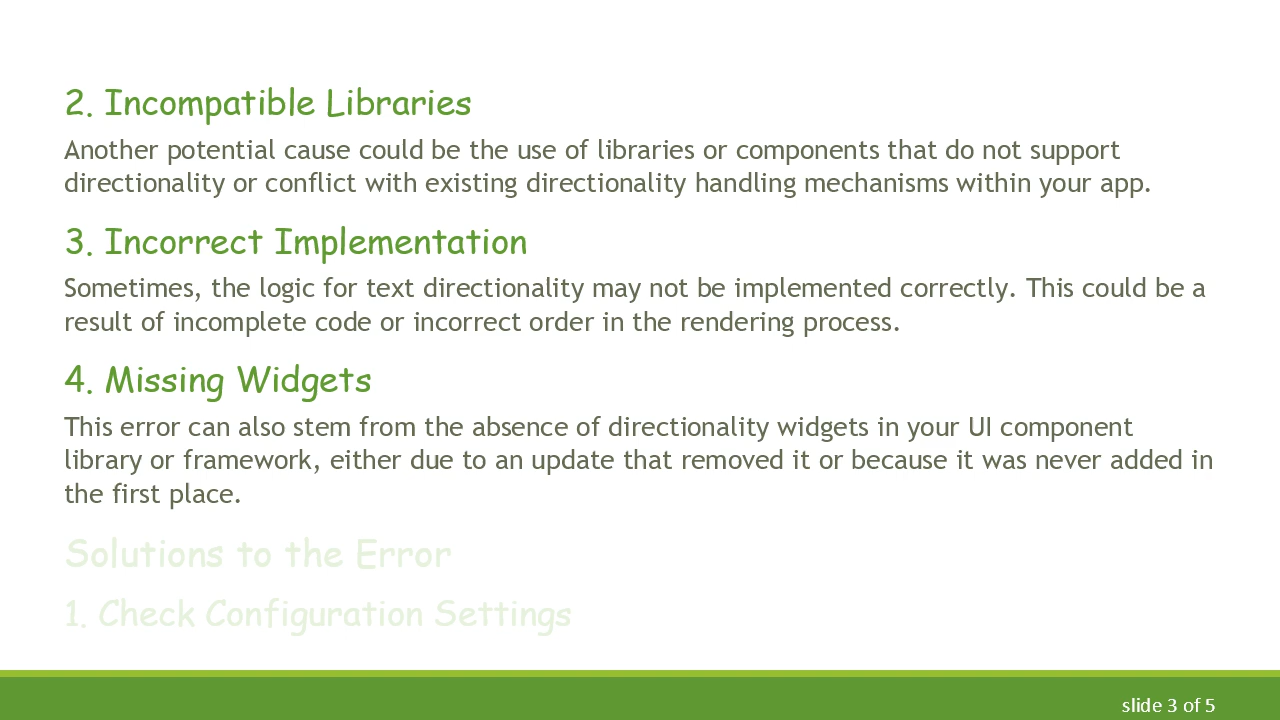 2. Incompatible Libraries
Another potential cause could be the use of libraries or components that do not support
directionality or conflict with existing directionality handling mechanisms within your app.
3. Incorrect Implementation
Sometimes, the logic for text directionality may not be implemented correctly. This could be a
result of incomplete code or incorrect order in the rendering process.
4. Missing Widgets
This error can also stem from the absence of directionality widgets in your UI component
library or framework, either due to an update that removed it or because it was never added in
the first place.
Solutions to the Error
1. Check Configuration Settings
slide 3 of 5